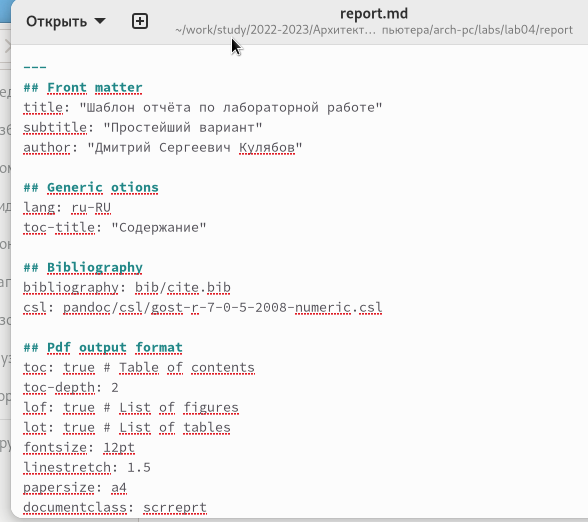 Открыть
report.md
~/work/study/2022-2023/Архитект… пьютера/arch-pc/labs/lab04/report
---
## Front matter
title: "Шаблон отчёта по лабораторной работе"
subtitle: "Простейший вариант"
author: "Дмитрий Сергеевич Кулябов"
## Generic otions
lang: ru-RU
toc-title: "Содержание"
## Bibliography
bibliography: bib/cite.bib
csl: pandoc/csl/gost-r-7-0-5-2008-numeric.csl
## Pdf output format
toc: true # Table of contents
toc-depth: 2
lof: true # List of figures
lot: true # List of tables
fontsize: 12pt
linestretch: 1.5
papersize: a4
documentclass: scrreprt